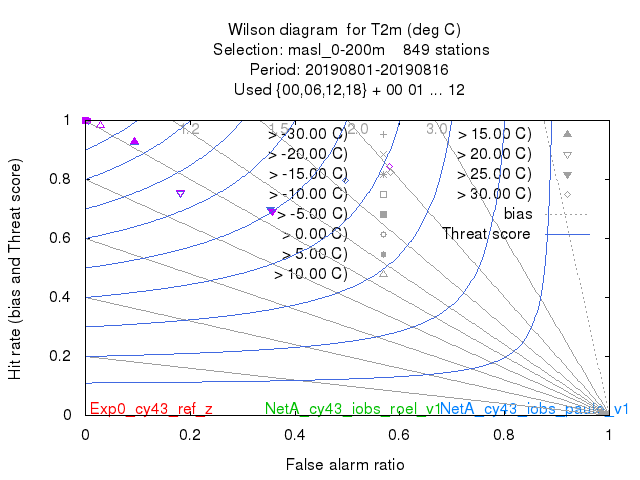 Wilson diagram for T2m (deg C)
Selection: masl_0-200m 849 stations
Period: 20190801-20190816
Used {00,06,12,18} + 00 01 ... 12
Hit rate (bias and Threat score)
1
0.8
0.6
0.4
0.2
0
1.2
1.5
2.0
3.0
> -30.00 C)
> -20.00 C)
> -15.00 C)
> -10.00 C)
> -5.00 C)
> 0.00 C)
> 5.00 C)
> 10.00 C)
> 15.00 C)
> 20.00 C)
> 25.00 C)
> 30.00 C)
bias
Threat score
Exp0_cy43_ref_z
NetA_cy43_iobs_roel_v1
NetA_cy43_iobs_paule_v1
0
0.2
0.4
0.6
0.8
1
False alarm ratio